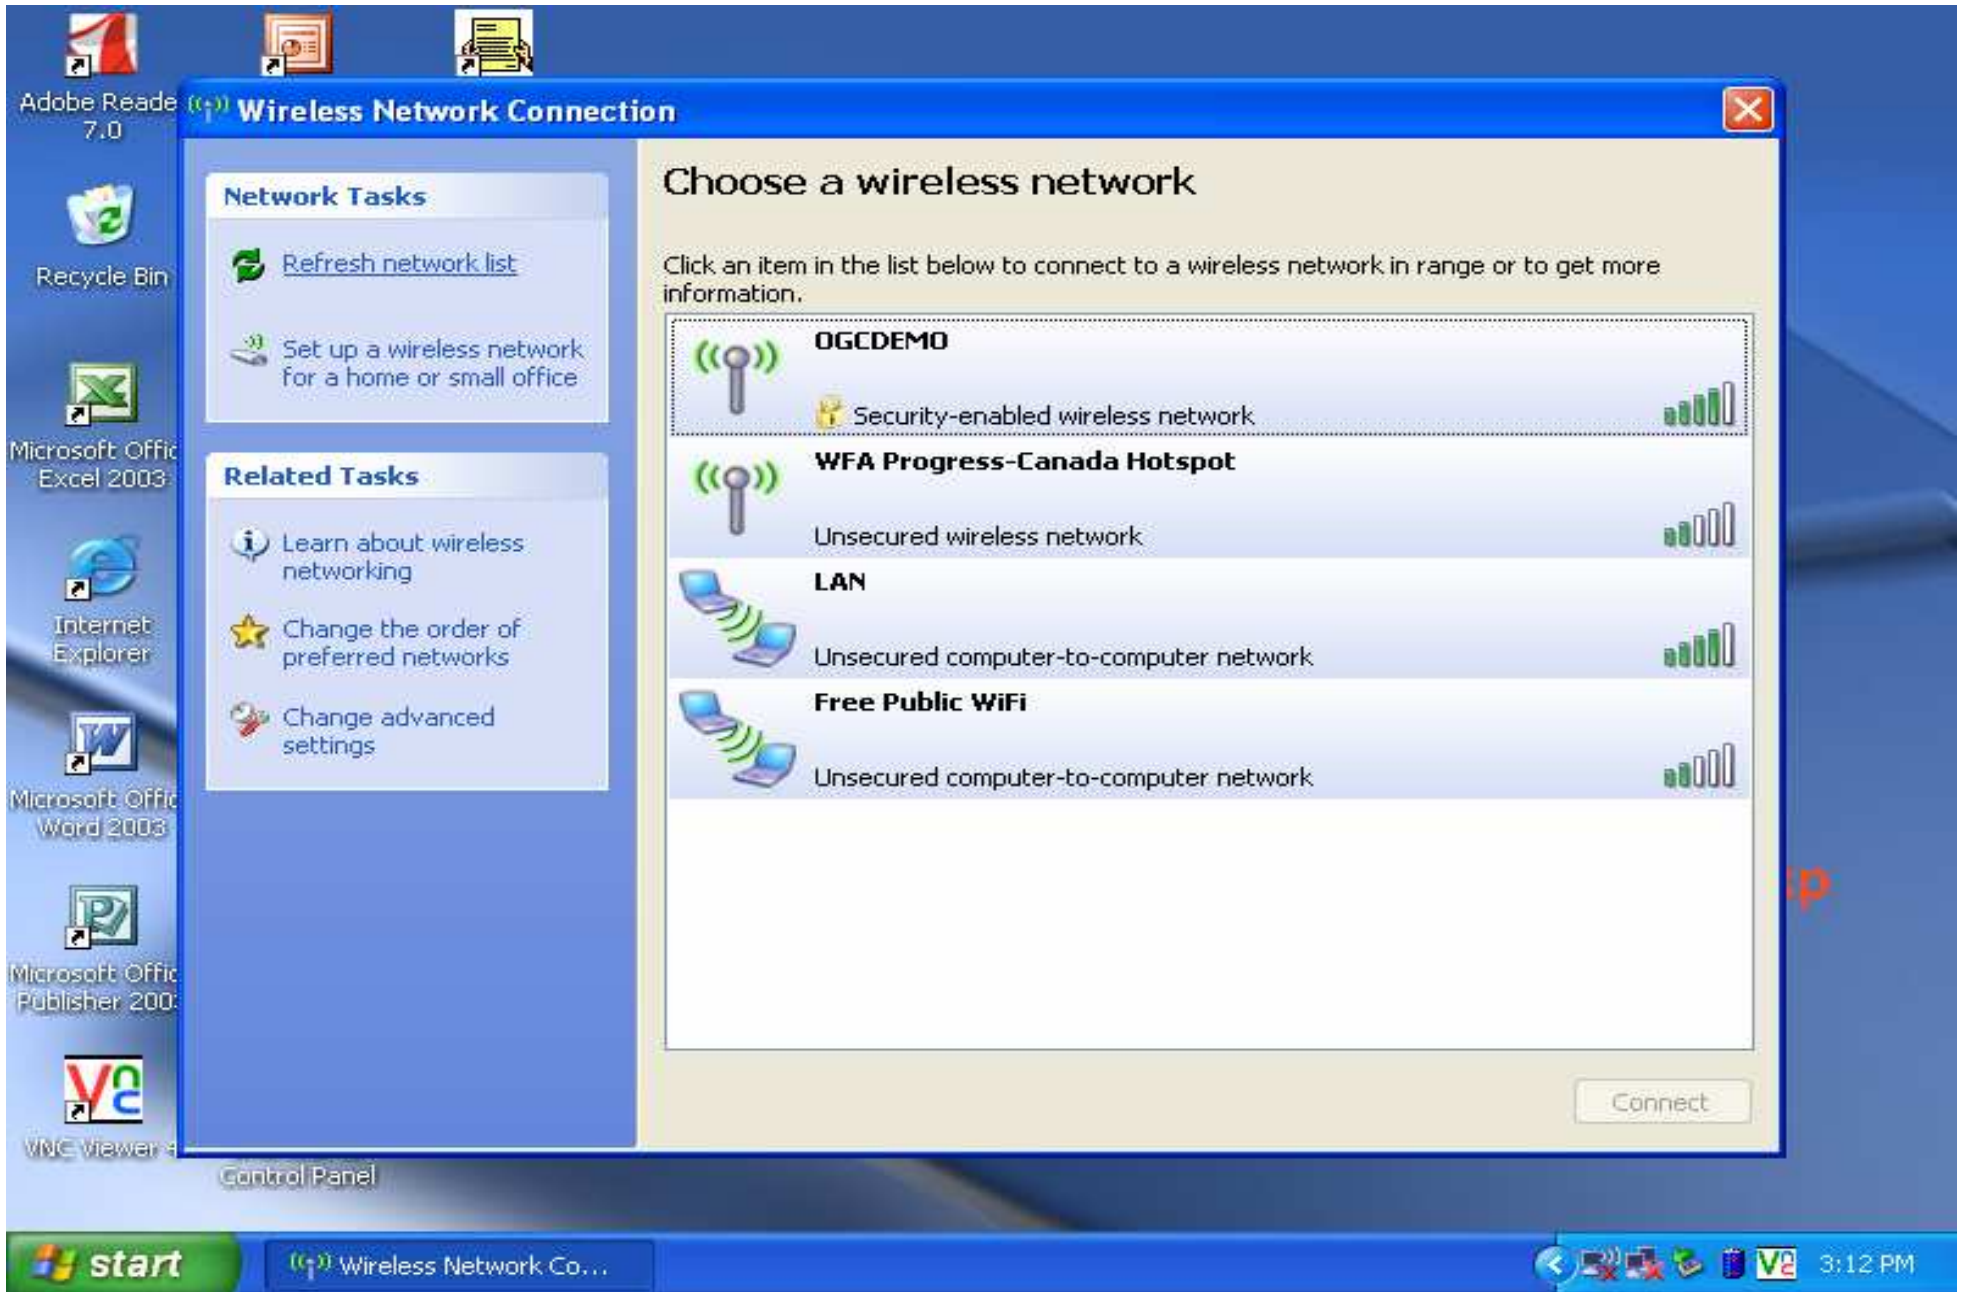 Adobe Reade
7.0
Recycle Bin
Microsoft Offic
Excel 2003
Internet
Explorer
Microsoft Offic
Word 2003
Microsoft Offic
Publisher 200
VNC Viewer 4
Control Panel
Wireless Network Connection
Network Tasks
Refresh network list
Set up a wireless network
for a home or small office
Related Tasks
Learn about wireless
networking
Change the order of
preferred networks
Change advanced
settings
Choose a wireless network
Click an item in the list below to connect to a wireless network in range or to get more
information.
OGCDEMO
Security-enabled wireless network
WFA Progress-Canada Hotspot
Unsecured wireless network
LAN
Unsecured computer-to-computer network
Free Public WiFi
Unsecured computer-to-computer network
Connect
start
Wireless Network Co...
3:12 PM